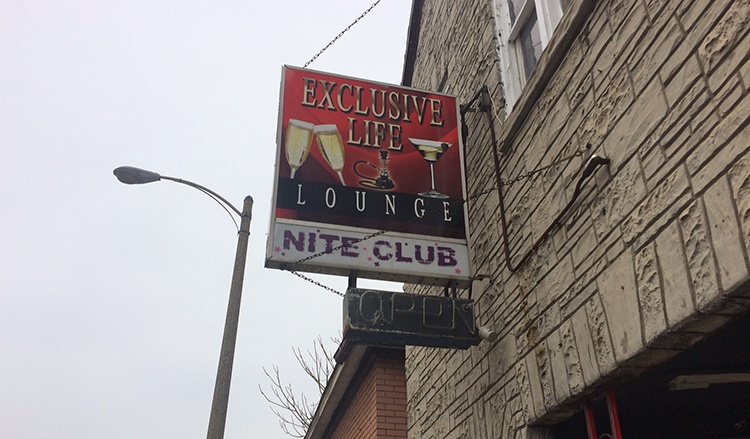 EXCLUSIVE
LIFE
LOUNGE
NITE CLUB
OPEN